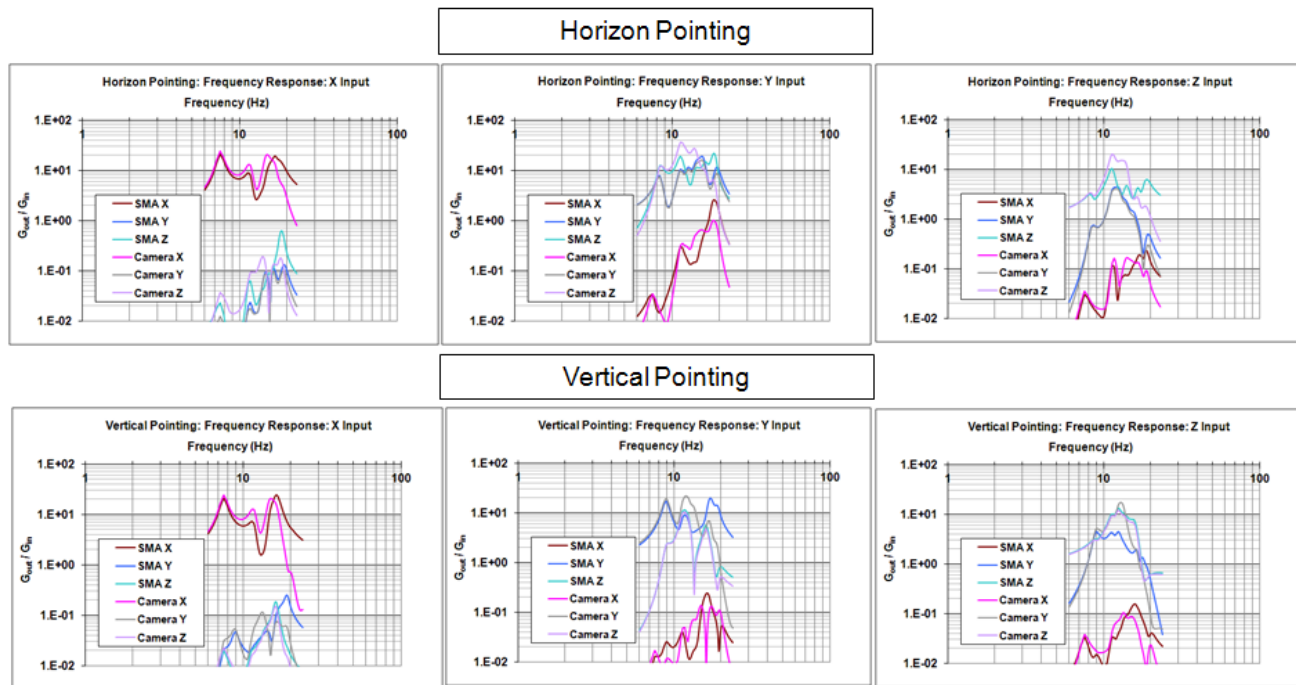 Horizon Pointing
Horizon Pointing: Frequency Response: X Input
Frequency (Hz)
1 10 100
1.E+02
1.E+01
1.E+00
1.E-01
1.E-02
Gout / Gin
SMA X
SMA Y
SMA Z
Camera X
Camera Y
Camera Z
Horizon Pointing: Frequency Response: Y Input
Frequency (Hz)
1 10 100
1.E+02
1.E+01
1.E+00
1.E-01
1.E-02
Gout / Gin
SMA X
SMA Y
SMA Z
Camera X
Camera Y
Camera Z
Horizon Pointing: Frequency Response: Z Input
Frequency (Hz)
1 10 100
1.E+02
1.E+01
1.E+00
1.E-01
1.E-02
Gout / Gin
SMA X
SMA Y
SMA Z
Camera X
Camera Y
Camera Z
Vertical Pointing
Vertical Pointing: Frequency Response: X Input
Frequency (Hz)
1 10 100
1.E+02
1.E+01
1.E+00
1.E-01
1.E-02
Gout / Gin
SMA X
SMA Y
SMA Z
Camera X
Camera Y
Camera Z
Vertical Pointing: Frequency Response: Y Input
Frequency (Hz)
1 10 100
1.E+02
1.E+01
1.E+00
1.E-01
1.E-02
Gout / Gin
SMA X
SMA Y
SMA Z
Camera X
Camera Y
Camera Z
Vertical Pointing: Frequency Response: Z Input
Frequency (Hz)
1 10 100
1.E+02
1.E+01
1.E+00
1.E-01
1.E-02
Gout / Gin
SMA X
SMA Y
SMA Z
Camera X
Camera Y
Camera Z